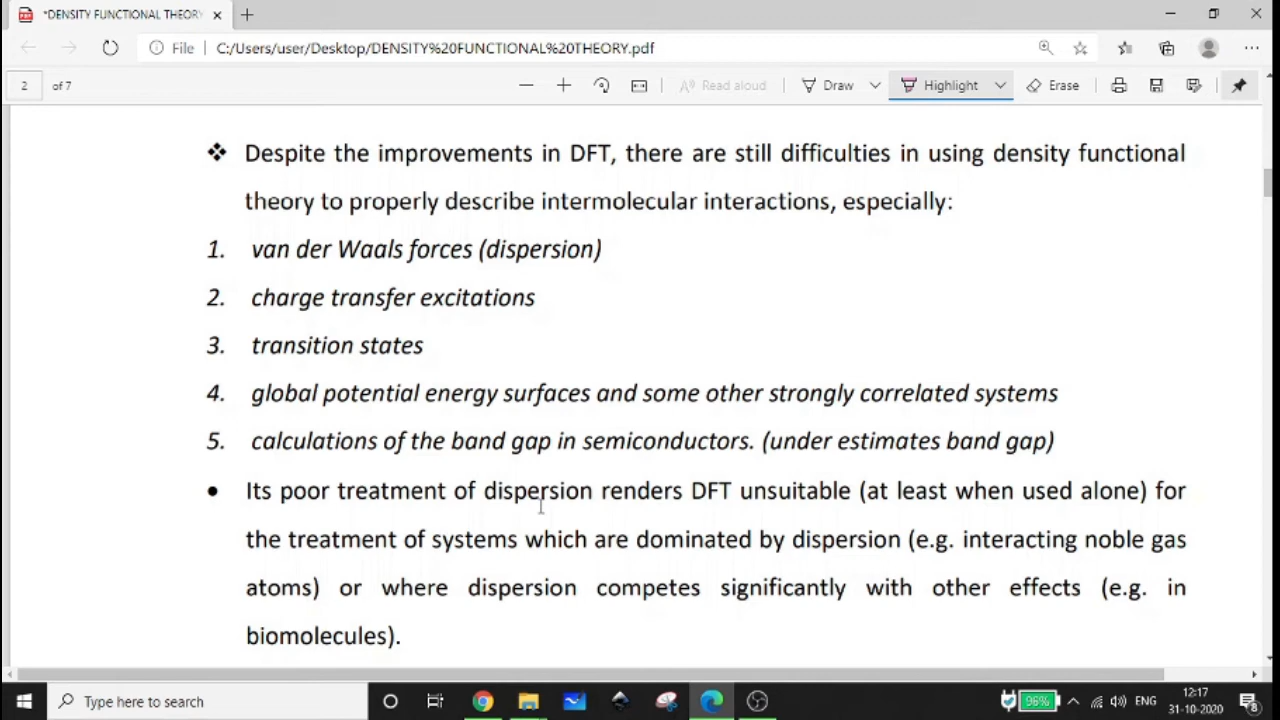 *DENSITY FUNCTIONAL THEORY
File C:/Users/user/Desktop/DENSITY%20FUNCTIONAL%20THEORY.pdf
2 of 7 Read aloud Draw Highlight Erase
❖ Despite the improvements in DFT, there are still difficulties in using density functional
theory to properly describe intermolecular interactions, especially:
1. van der Waals forces (dispersion)
2. charge transfer excitations
3. transition states
4. global potential energy surfaces and some other strongly correlated systems
5. calculations of the band gap in semiconductors. (under estimates band gap)
• Its poor treatment of dispersion renders DFT unsuitable (at least when used alone) for
the treatment of systems which are dominated by dispersion (e.g. interacting noble gas
atoms) or where dispersion competes significantly with other effects (e.g. in
biomolecules).
Type here to search 96% ENG 12:17
31-10-2020 8